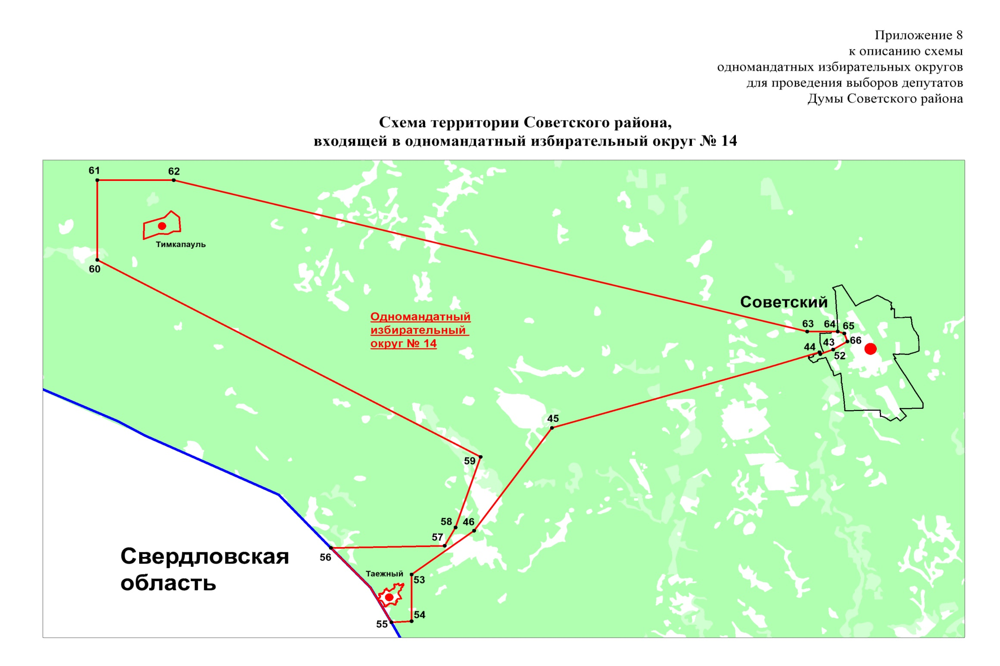 Приложение 8
к описанию схемы
одномандатных избирательных округов
для проведения выборов депутатов
Думы Советского района
Схема территории Советского района,
входящей в одномандатный избирательный округ № 14
61
62
Тимкапауль
60
Советский
Одномандатный
избирательный
округ № 14
63
64
65
66
43
44
52
45
59
58
46
57
56
Свердловская
область
Таежный
53
54
55